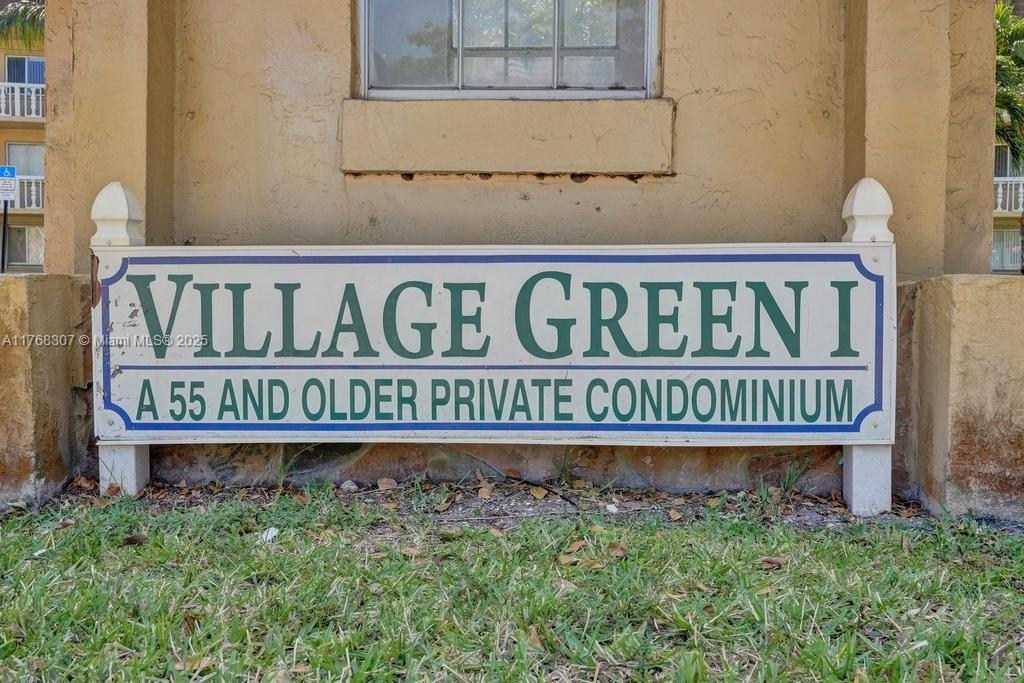 VILLAGE GREEN I
A 55 AND OLDER PRIVATE CONDOMINIUM
A11768307 © Miami MLS © 2025